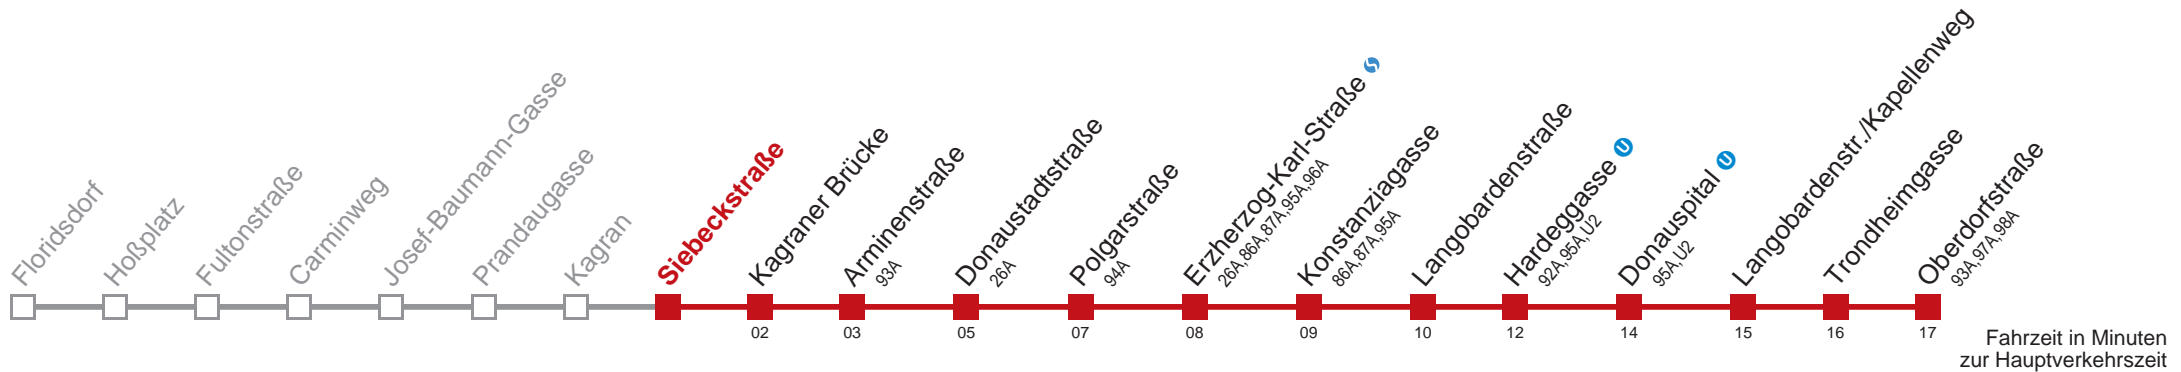 Floridsdorf
Hoßplatz
Fultonstraße
Carminweg
Josef-Baumann-Gasse
Prandaugasse
Kagran
Siebeckstraße
Kagraner Brücke
02
Arminenstraße
93A
03
Donaustadtstraße
26A
05
Polgarstraße
94A
07
Erzherzog-Karl-Straße S
26A,86A,87A,95A,96A
08
Konstanziagasse
86A,87A,95A
09
Langobardenstraße
10
Hardeggasse U
92A,95A,U2
12
Donauspital U
95A,U2
14
Langobardenstr./Kapellenweg
15
Trondheimgasse
16
Oberdorfstraße
93A,97A,98A
17
Fahrzeit in Minuten
zur Hauptverkehrszeit